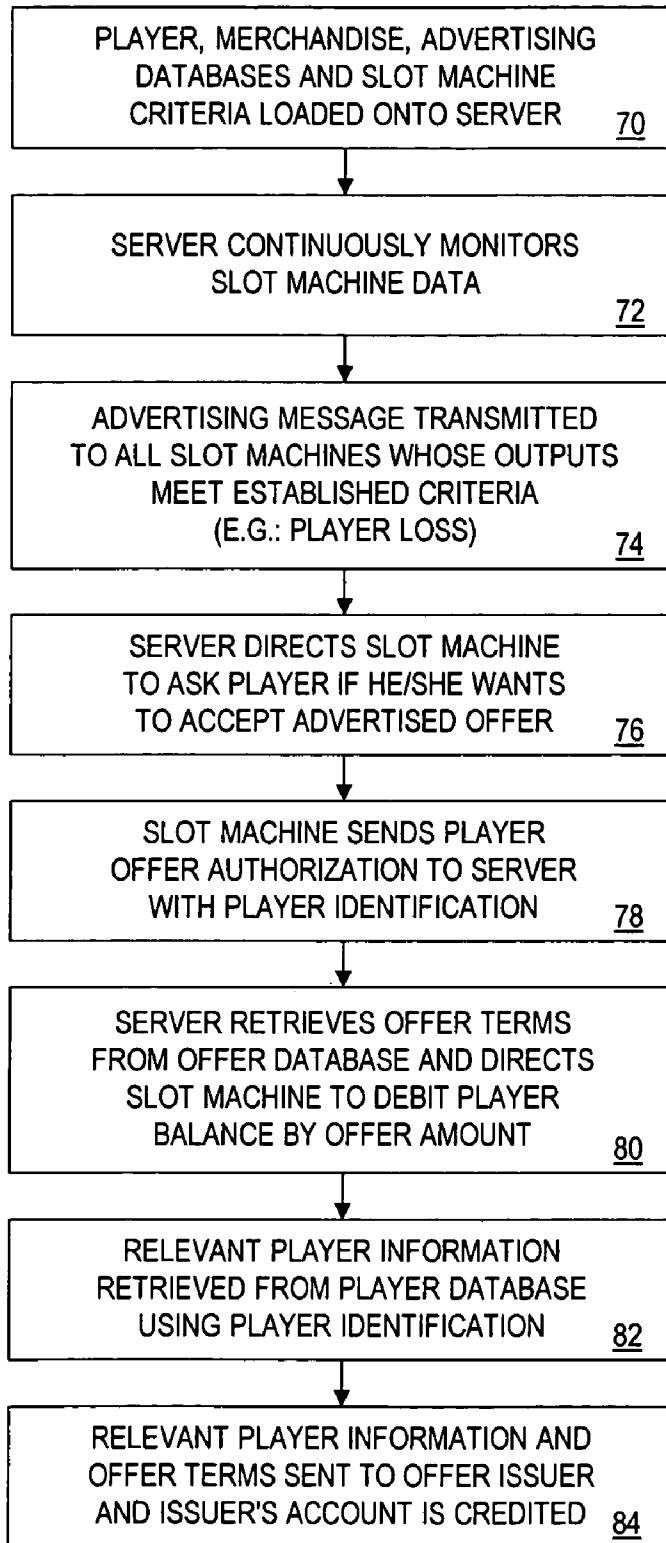 PLAYER, MERCHANDISE, ADVERTISING
DATABASES AND SLOT MACHINE
CRITERIA LOADED ONTO SERVER
70
SERVER CONTINUOUSLY MONITORS
SLOT MACHINE DATA
72
ADVERTISING MESSAGE TRANSMITTED
TO ALL SLOT MACHINES WHOSE OUTPUTS
MEET ESTABLISHED CRITERIA
(E.G.: PLAYER LOSS)
74
SERVER DIRECTS SLOT MACHINE
TO ASK PLAYER IF HE/SHE WANTS
TO ACCEPT ADVERTISED OFFER
76
SLOT MACHINE SENDS PLAYER
OFFER AUTHORIZATION TO SERVER
WITH PLAYER IDENTIFICATION
78
SERVER RETRIEVES OFFER TERMS
FROM OFFER DATABASE AND DIRECTS
SLOT MACHINE TO DEBIT PLAYER
BALANCE BY OFFER AMOUNT
80
RELEVANT PLAYER INFORMATION
RETRIEVED FROM PLAYER DATABASE
USING PLAYER IDENTIFICATION
82
RELEVANT PLAYER INFORMATION AND
OFFER TERMS SENT TO OFFER ISSUER
AND ISSUER'S ACCOUNT IS CREDITED
84